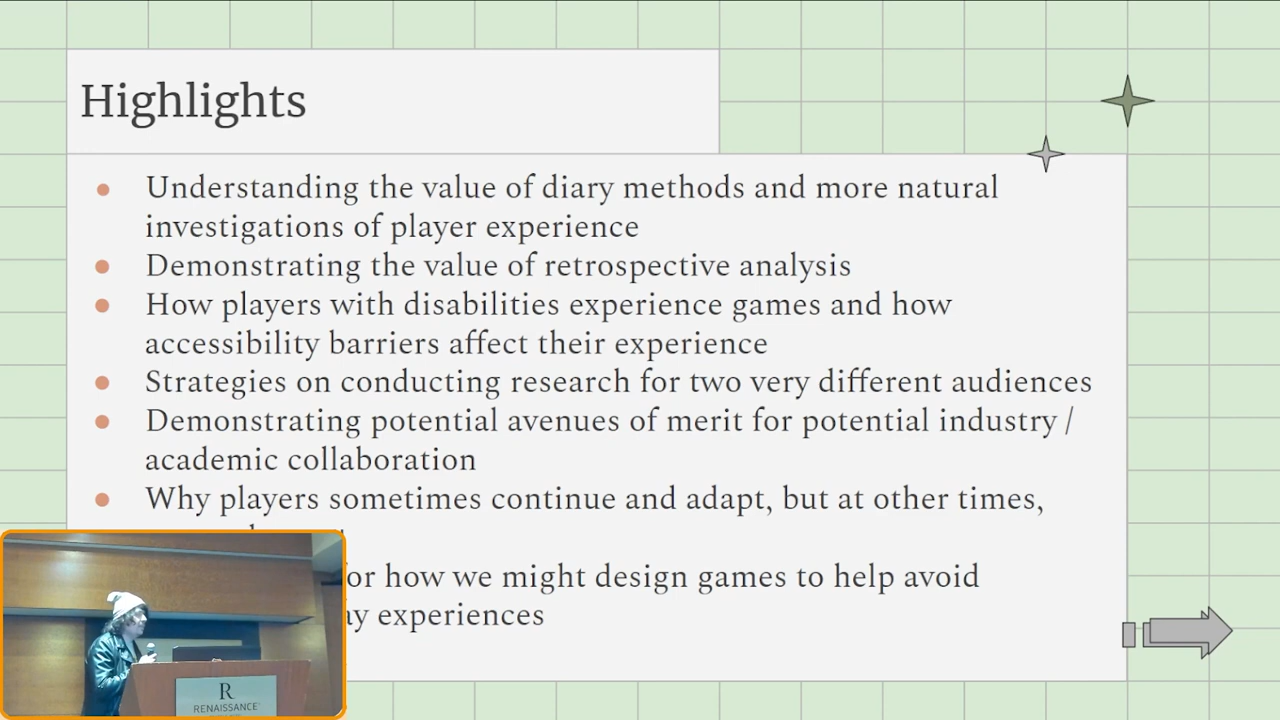 Highlights
Understanding the value of diary methods and more natural
investigations of player experience
Demonstrating the value of retrospective analysis
How players with disabilities experience games and how
accessibility barriers affect their experience
Strategies on conducting research for two very different audiences
Demonstrating potential avenues of merit for potential industry /
academic collaboration
Why players sometimes continue and adapt, but at other times,
or how we might design games to help avoid
experiences
R
RENAISSANCE